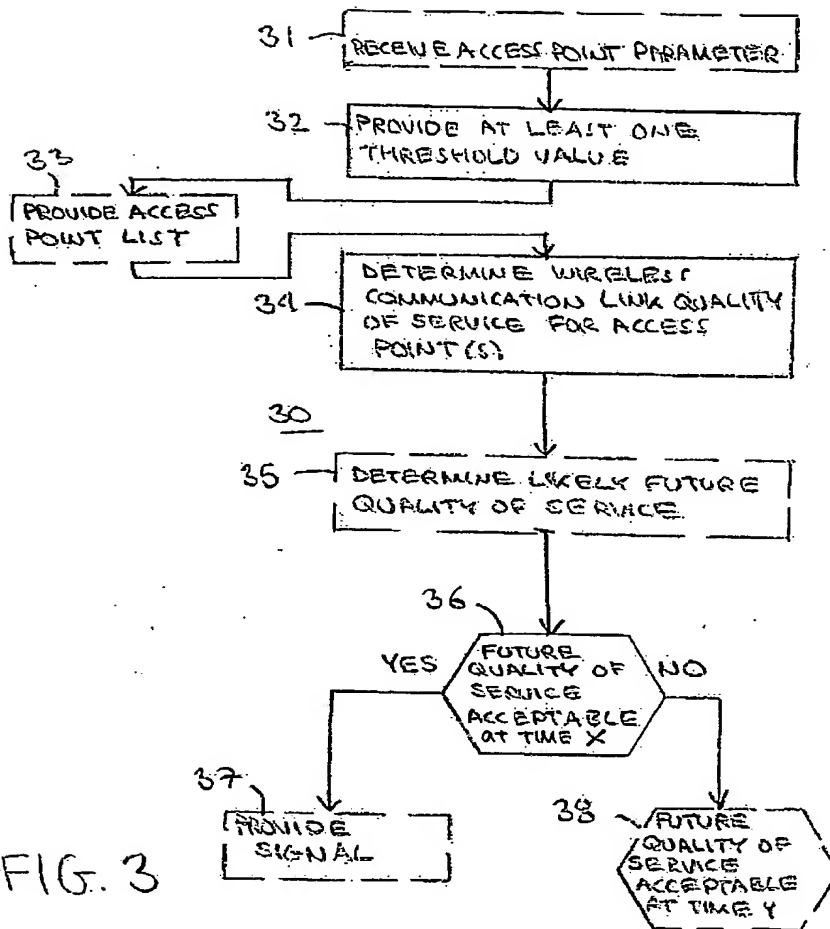 31
RECEIVE ACCESS POINT PARAMETER
32
PROVIDE AT LEAST ONE
THRESHOLD VALUE
33
PROVIDE ACCESS
POINT LIST
34
DETERMINE WIRELESS
COMMUNICATION LINK QUALITY
OF SERVICE FOR ACCESS
POINT(S)
30
35
DETERMINE LIKELY FUTURE
QUALITY OF SERVICE
36
YES
FUTURE
QUALITY OF
SERVICE
ACCEPTABLE
at TIME X
NO
37
PROVIDE
SIGNAL
38
FUTURE
QUALITY OF
SERVICE
ACCEPTABLE
AT TIME Y
FIG. 3